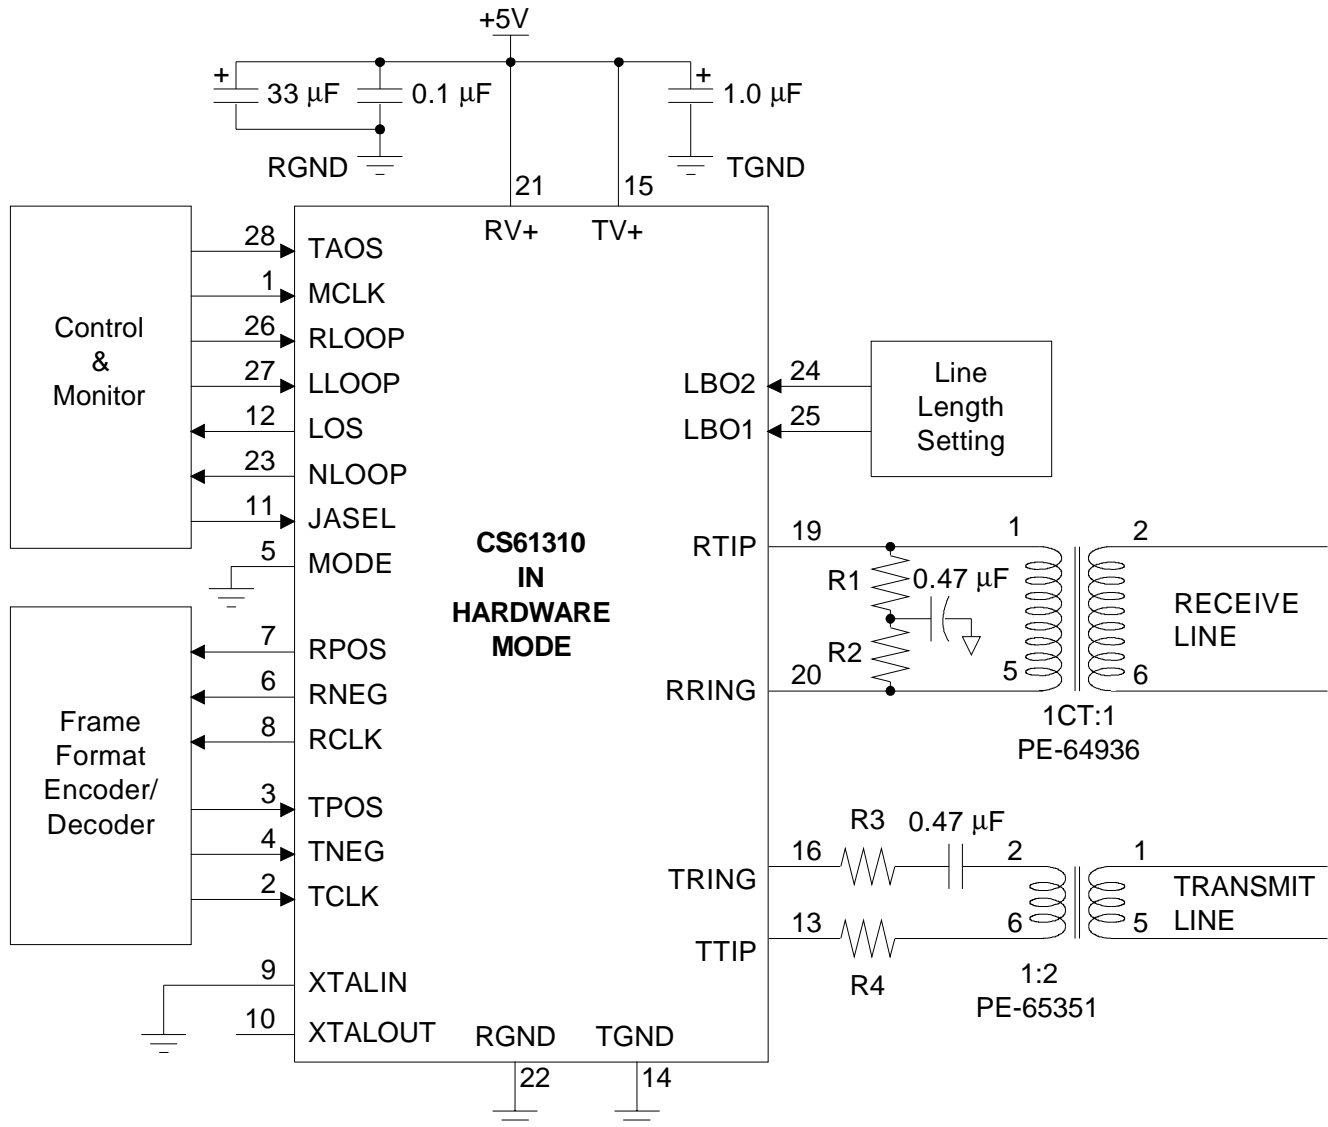 +5V
+
33 μF
0.1 μF
+
1.0 μF
RGND
TGND
21
15
RV+
TV+
Control
&
Monitor
28
TAOS
1
MCLK
26
RLOOP
27
LLOOP
12
LOS
23
NLOOP
11
JASEL
5
MODE
CS61310
IN
HARDWARE
MODE
LBO2
24
LBO1
25
Line
Length
Setting
RTIP
19
R1
0.47 μF
R2
RRING
20
1
5
2
6
RECEIVE
LINE
1CT:1
PE-64936
Frame
Format
Encoder/
Decoder
7
RPOS
6
RNEG
8
RCLK
3
TPOS
4
TNEG
2
TCLK
TRING
16
R3
0.47 μF
2
1
TRANSMIT
LINE
TTIP
13
R4
6
5
1:2
PE-65351
9
XTALIN
10
XTALOUT
RGND
TGND
22
14